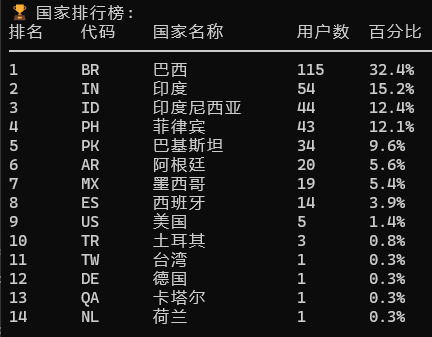 🏆 国家排行榜:
排名 代码 国家名称 用户数 百分比
1 BR 巴西 115 32.4%
2 IN 印度 54 15.2%
3 ID 印度尼西亚 44 12.4%
4 PH 菲律宾 43 12.1%
5 PK 巴基斯坦 34 9.6%
6 AR 阿根廷 20 5.6%
7 MX 墨西哥 19 5.4%
8 ES 西班牙 14 3.9%
9 US 美国 5 1.4%
10 TR 土耳其 3 0.8%
11 TW 台湾 1 0.3%
12 DE 德国 1 0.3%
13 QA 卡塔尔 1 0.3%
14 NL 荷兰 1 0.3%